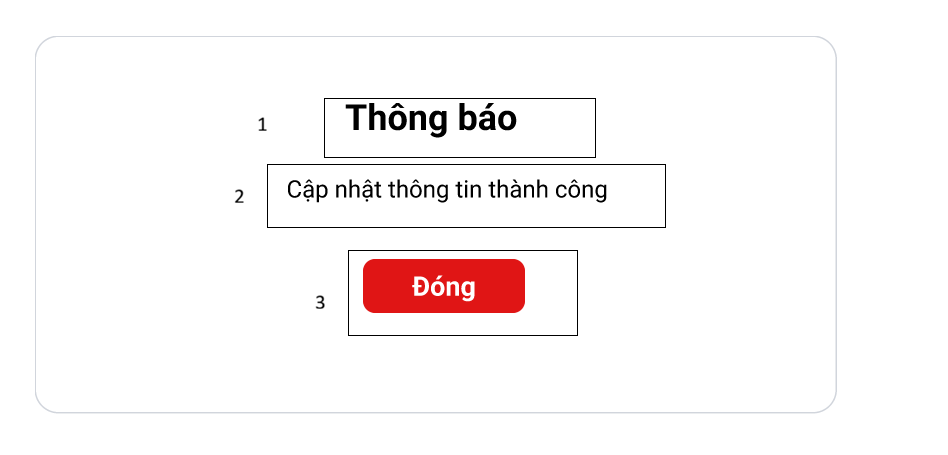 1 Thông báo
2 Cập nhật thông tin thành công
3 Đóng